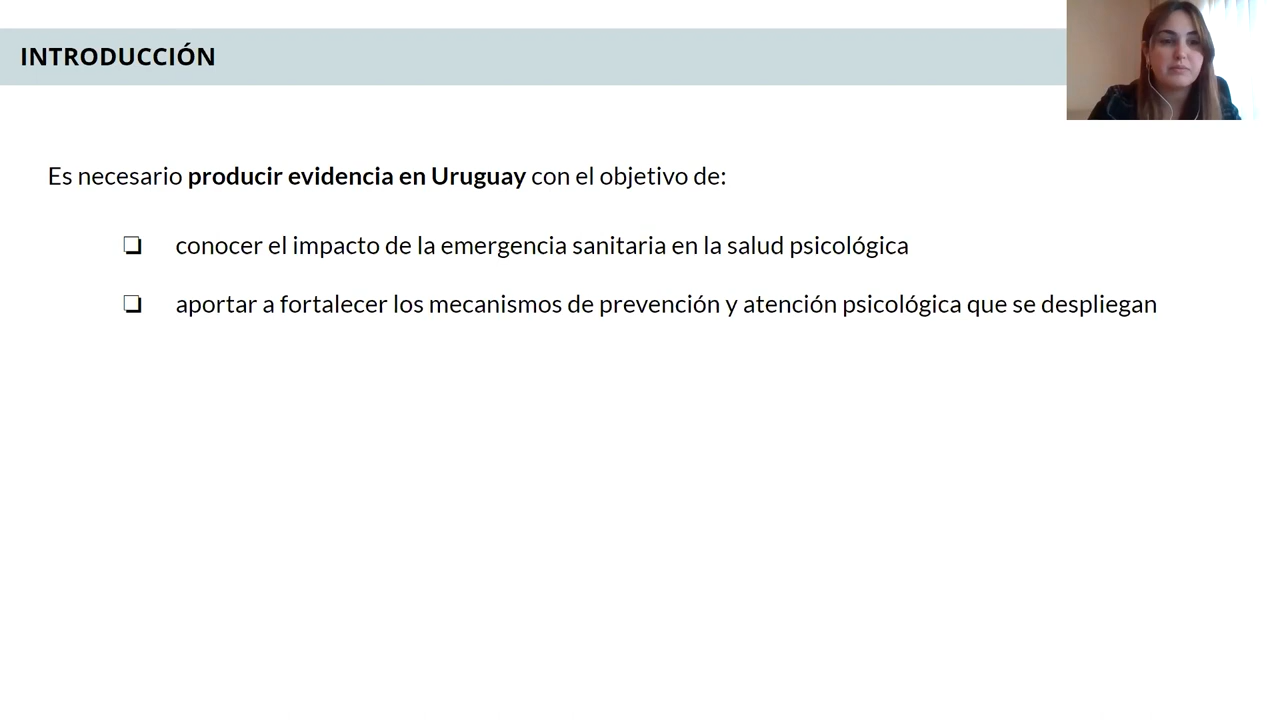 INTRODUCCIÓN
Es necesario producir evidencia en Uruguay con el objetivo de:
❏ conocer el impacto de la emergencia sanitaria en la salud psicológica
❏ aportar a fortalecer los mecanismos de prevención y atención psicológica que se despliegan